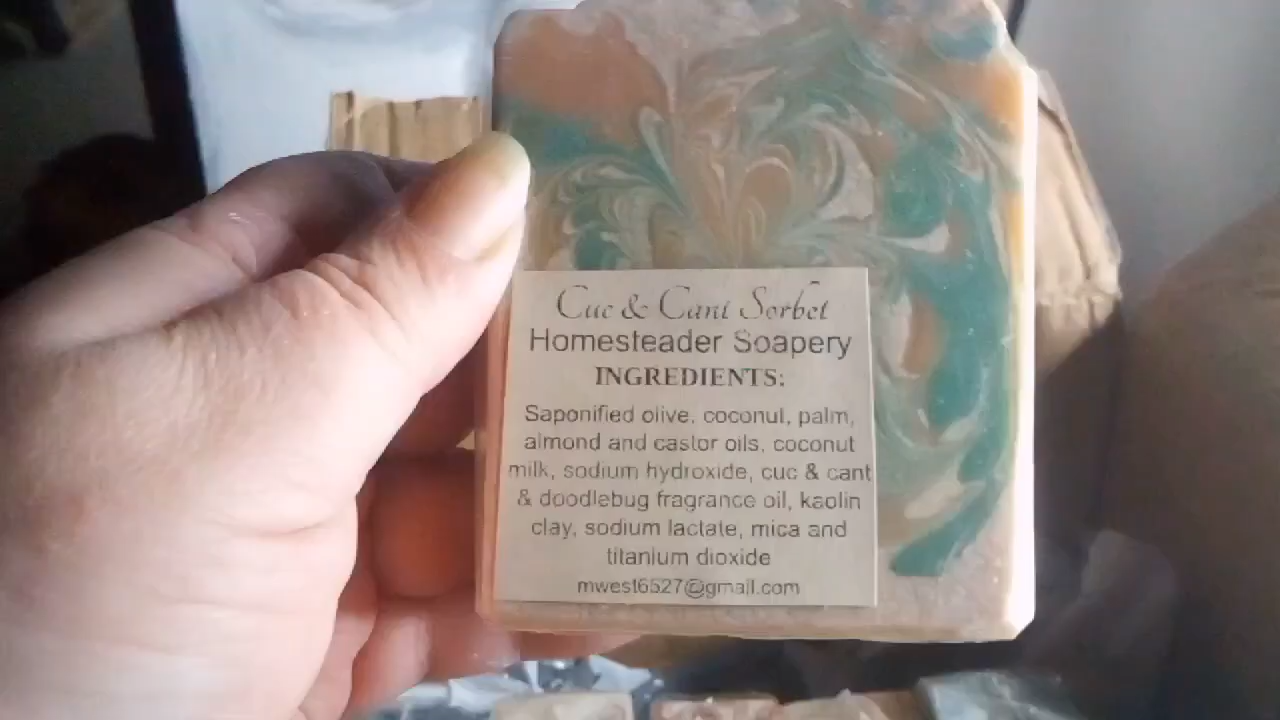 Cuc & Cant Sorbet
Homesteader Soapery
INGREDIENTS:
Saponified olive, coconut, palm,
almond and castor oils, coconut
milk, sodium hydroxide, cuc & cant
& doodlebug fragrance oil, kaolin
clay, sodium lactate, mica and
titanium dioxide
mwest6527@gmail.com